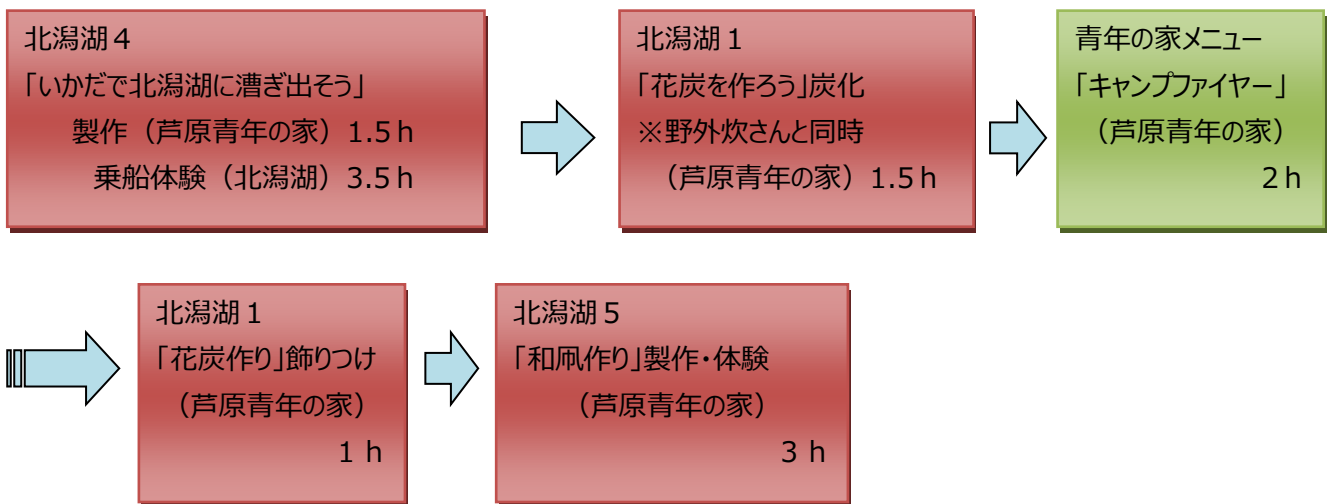 北潟湖４
「いかだで北潟湖に漕ぎ出そう」
製作（芦原青年の家）1.5ｈ
乗船体験（北潟湖）3.5ｈ
北潟湖１
「花炭を作ろう」炭化
※野外炊さんと同時
（芦原青年の家）1.5ｈ
青年の家メニュー
「キャンプファイヤー」
（芦原青年の家）
２ｈ
北潟湖１
「花炭作り」飾りつけ
（芦原青年の家）
１ｈ
北潟湖５
「和凧作り」製作・体験
（芦原青年の家）
３ｈ